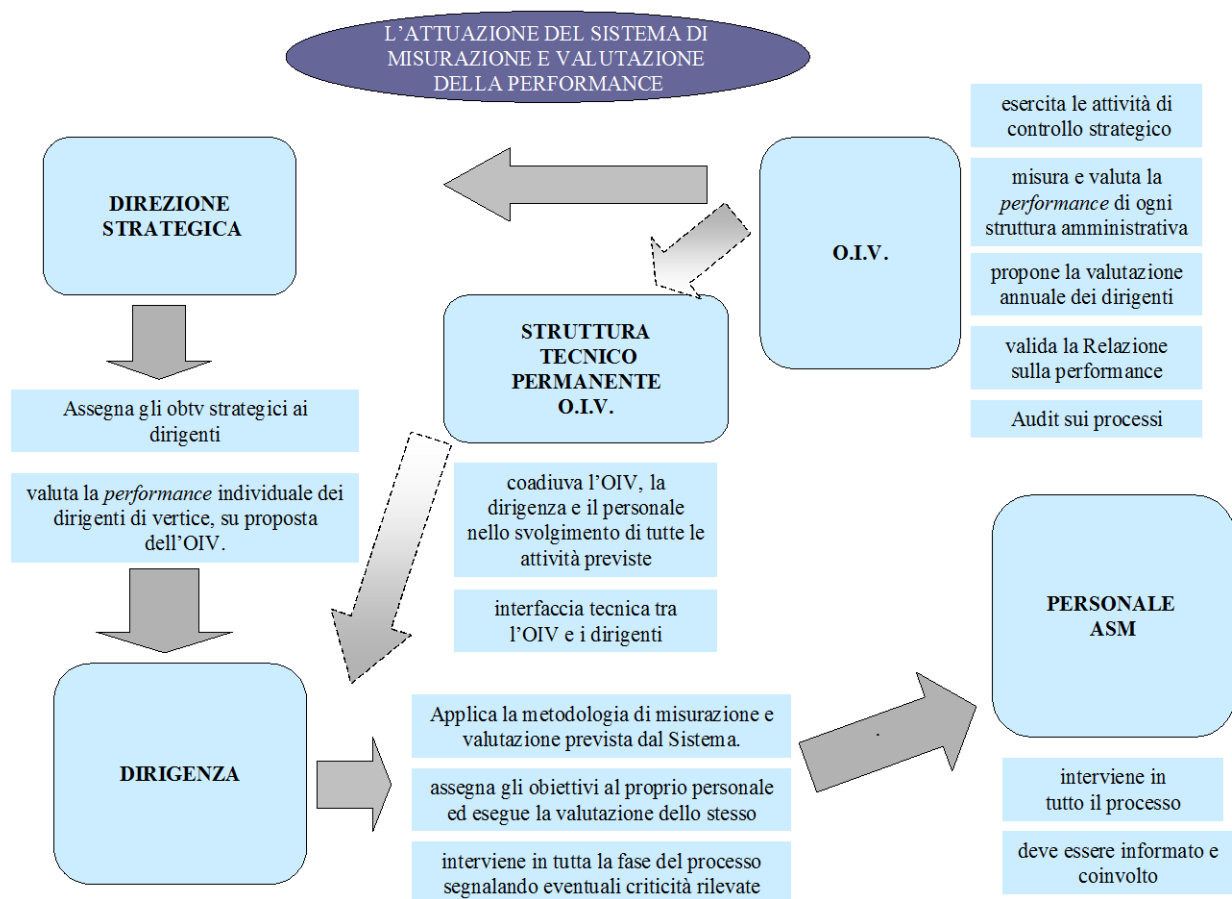 L'ATTUAZIONE DEL SISTEMA DI
MISURAZIONE E VALUTAZIONE
DELLA PERFORMANCE
DIREZIONE
STRATEGICA
O.I.V.
esercita le attività di
controllo strategico
misura e valuta la
performance di ogni
struttura amministrativa
propone la valutazione
annuale dei dirigenti
valida la Relazione
sulla performance
Audit sui processi
STRUTTURA
TECNICO
PERMANENTE
O.I.V.
Assegna gli obtv strategici ai
dirigenti
valuta la performance individuale dei
dirigenti di vertice, su proposta
dell'OIV.
coadiuva l'OIV, la
dirigenza e il personale
nello svolgimento di tutte le
attività previste
interfaccia tecnica tra
l'OIV e i dirigenti
DIRIGENZA
Applica la metodologia di misurazione e
valutazione prevista dal Sistema.
assegna gli obiettivi al proprio personale
ed esegue la valutazione dello stesso
interviene in tutta la fase del processo
segnalando eventuali criticità rilevate
PERSONALE
ASM
interviene in
tutto il processo
deve essere informato e
coinvolto